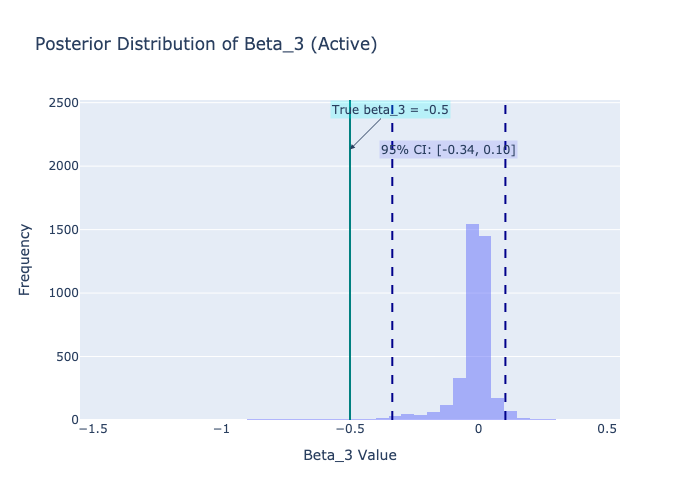 Posterior Distribution of Beta_3 (Active)
2500
True beta_3 = -0.5
95% CI: [-0.34, 0.10]
2000
1500
Frequency
1000
500
0
−1.5
−1
−0.5
0
0.5
Beta_3 Value